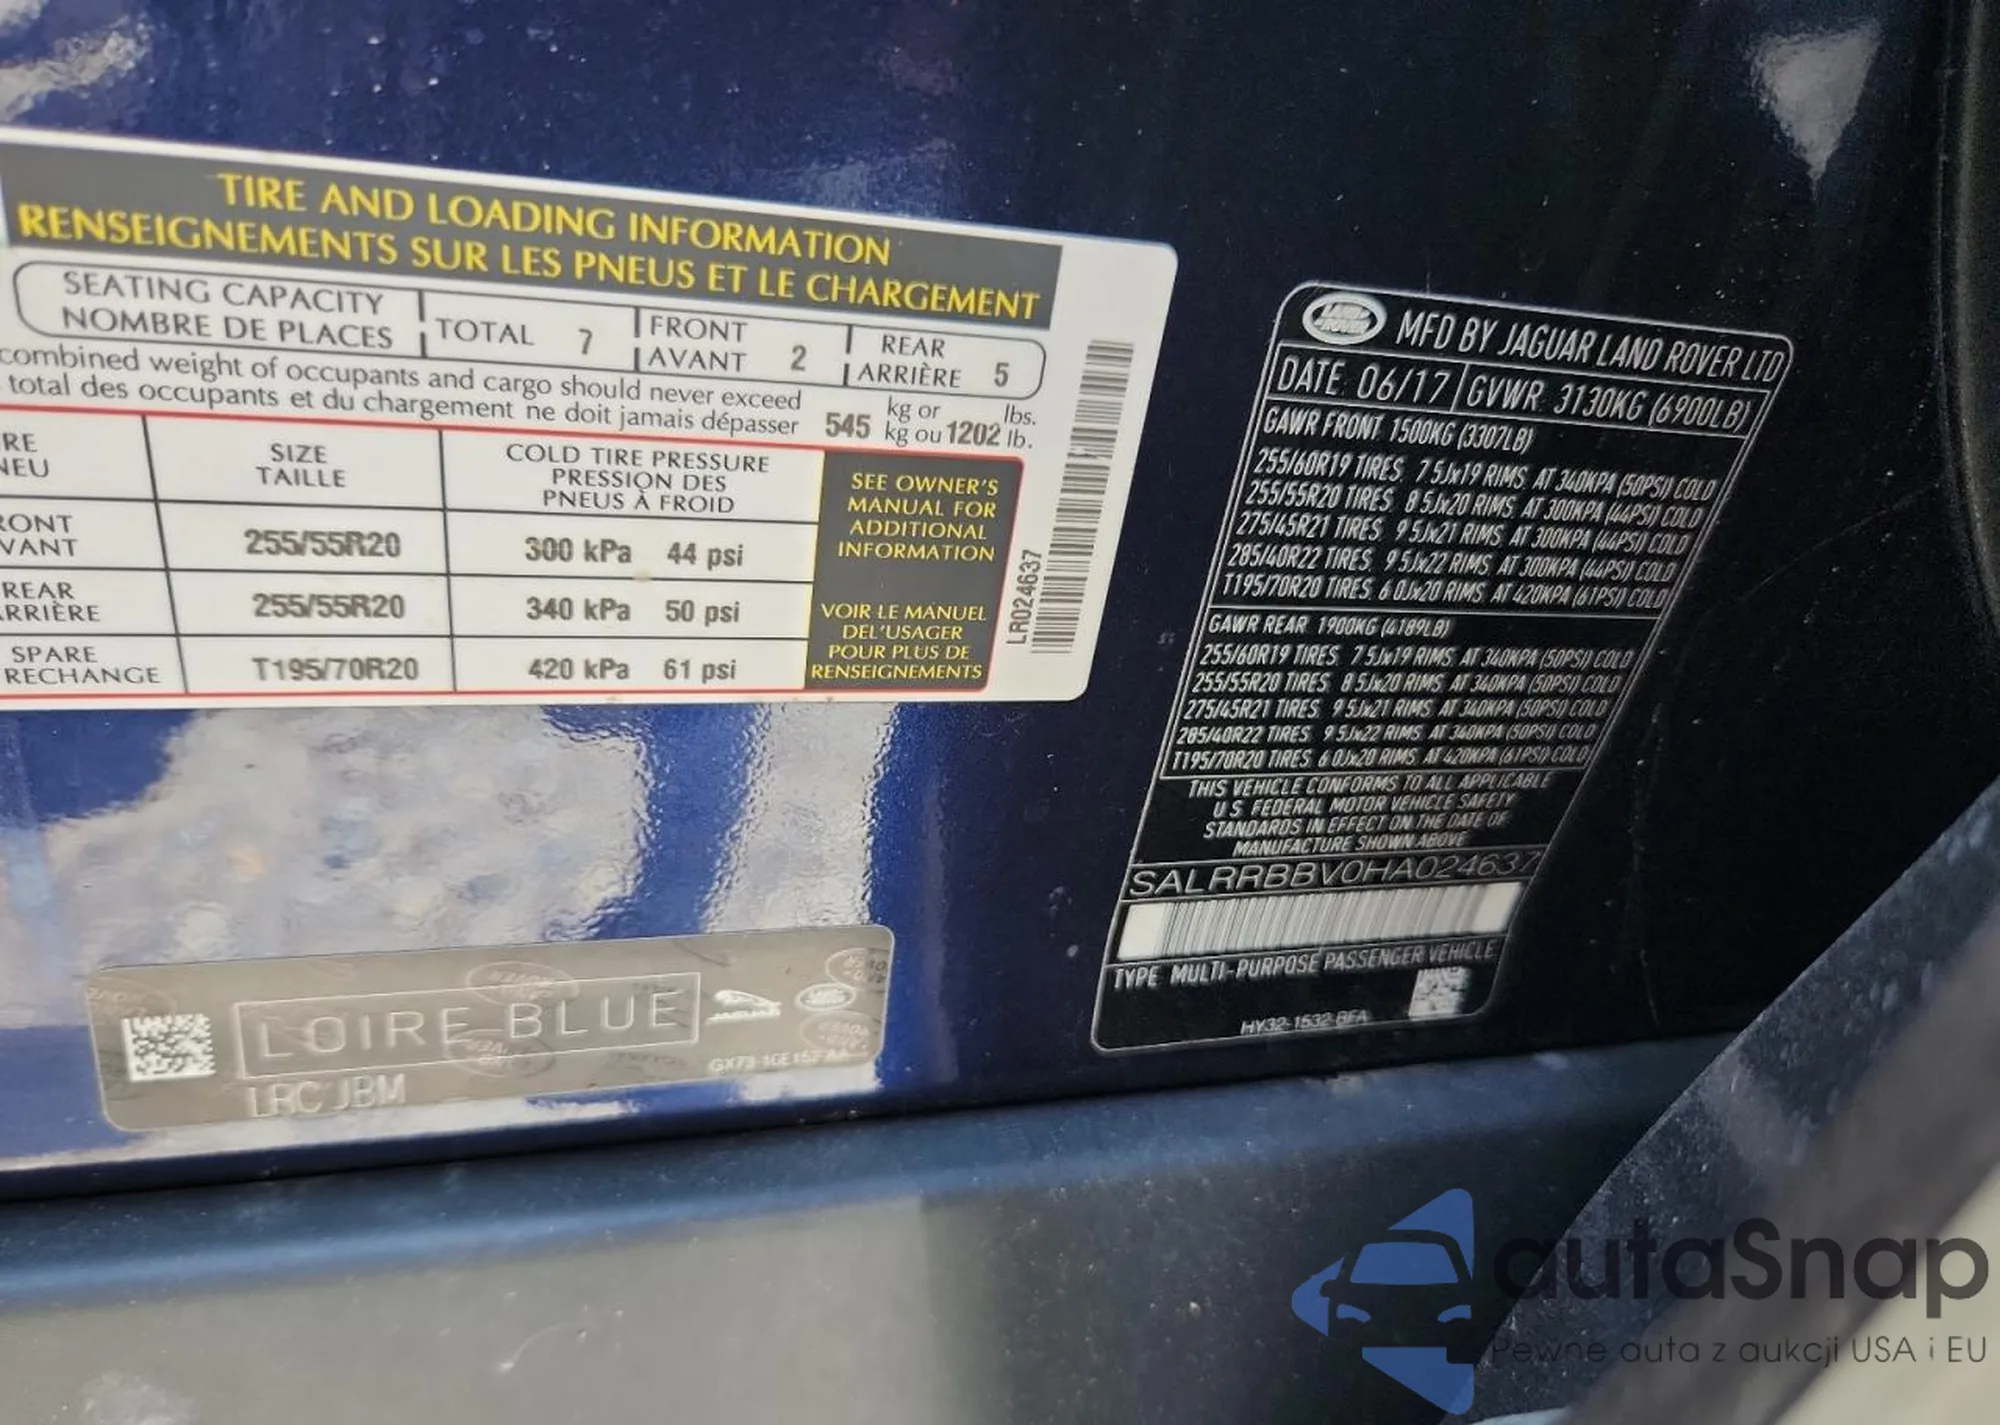 TIRE AND LOADING INFORMATION
RENSEIGNEMENTS SUR LES PNEUS ET LE CHARGEMENT
SEATING CAPACITY
NOMBRE DE PLACES
TOTAL 7
FRONT
AVANT 2
REAR
ARRIÈRE 5
combined weight of occupants and cargo should never exceed
total des occupants et du chargement ne doit jamais dépasser
545 kg or
kg ou 1202 lbs.
lb.
SIZE
TAILLE
COLD TIRE PRESSURE
PRESSION DES
PNEUS À FROID
255/55R20 300 kPa 44 psi
REAR
255/55R20 340 kPa 50 psi
SPARE
RECHANGE
T195/70R20 420 kPa 61 psi
SEE OWNER'S
MANUAL FOR
ADDITIONAL
INFORMATION
VOIR LE MANUEL
DEL'USAGER
POUR PLUS DE
RENSEIGNEMENTS
LR024637
LAND
ROVER
MFD BY JAGUAR LAND ROVER LTD
DATE 06/17 GVWR 3130KG (6900LB)
GAWR FRONT 1500KG (3307LB)
255/60R19 TIRES 7.5Jx19 RIMS AT 340KPA (50PSI) COLD
255/55R20 TIRES 8.5Jx20 RIMS AT 300KPA (44PSI) COLD
275/45R21 TIRES 9.5Jx21 RIMS AT 300KPA (44PSI) COLD
285/40R22 TIRES 9.5Jx22 RIMS AT 300KPA (44PSI) COLD
T195/70R20 TIRES 6.0Jx20 RIMS AT 420KPA (61PSI) COLD
GAWR REAR 1900KG (4189LB)
255/60R19 TIRES 7.5Jx19 RIMS AT 340KPA (50PSI) COLD
255/55R20 TIRES 8.5Jx20 RIMS AT 340KPA (50PSI) COLD
275/45R21 TIRES 9.5Jx21 RIMS AT 340KPA (50PSI) COLD
285/40R22 TIRES 9.5Jx22 RIMS AT 340KPA (50PSI) COLD
T195/70R20 TIRES 6.0Jx20 RIMS AT 420KPA (61PSI) COLD
THIS VEHICLE CONFORMS TO ALL APPLICABLE
U.S. FEDERAL MOTOR VEHICLE SAFETY
STANDARDS IN EFFECT ON THE DATE OF
MANUFACTURE SHOWN ABOVE
SALRRBBV0HA024637
TYPE MULTI-PURPOSE PASSENGER VEHICLE
HY32-1532-BFA
LOIRE BLUE
JAGUAR
LRC JBM
autaSnap
Pewne auta z aukcji USA i EU